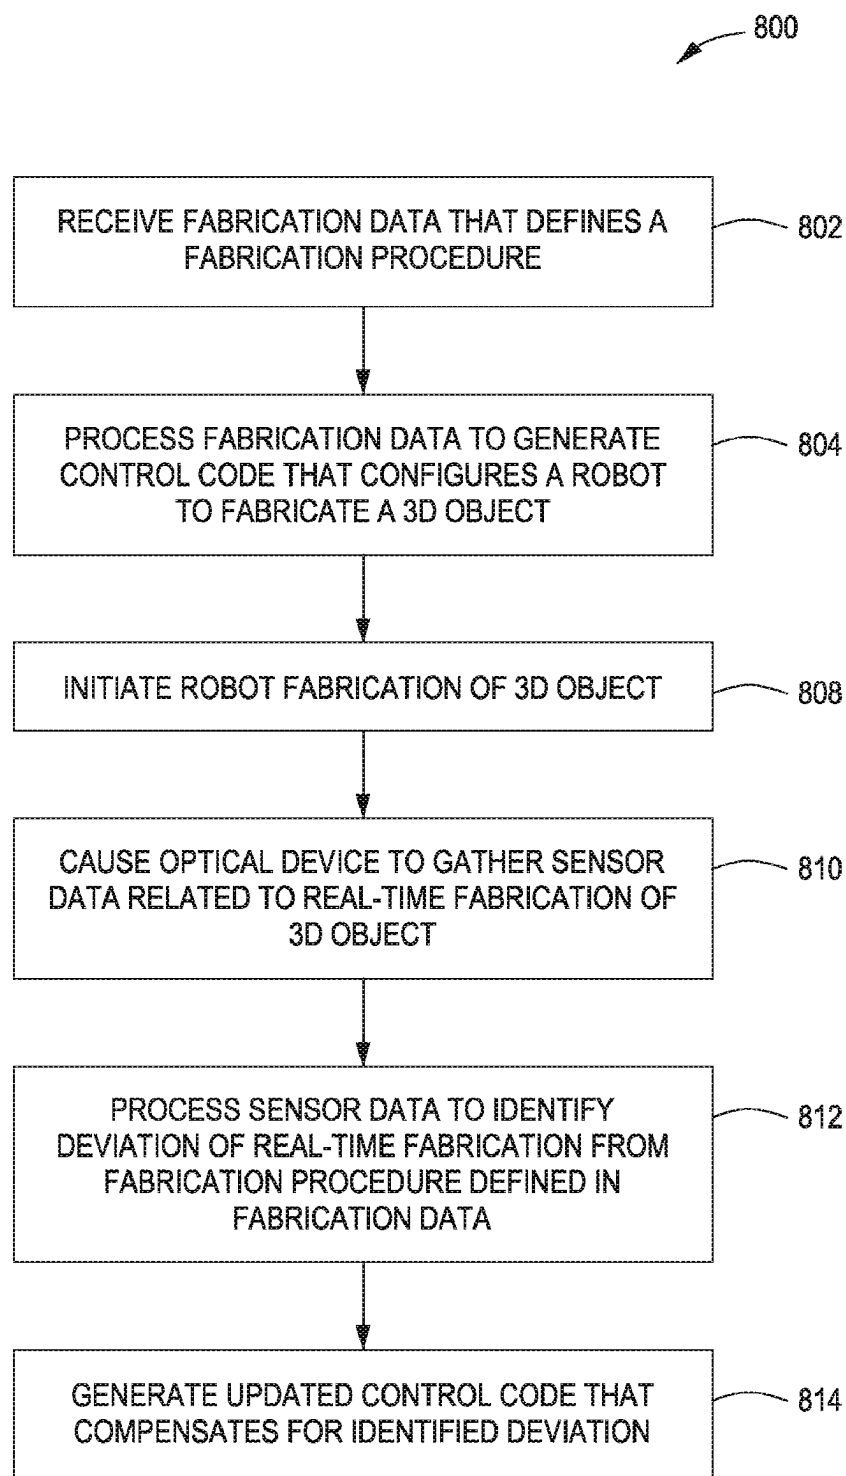 800
RECEIVE FABRICATION DATA THAT DEFINES A
FABRICATION PROCEDURE
802
PROCESS FABRICATION DATA TO GENERATE
CONTROL CODE THAT CONFIGURES A ROBOT
TO FABRICATE A 3D OBJECT
804
INITIATE ROBOT FABRICATION OF 3D OBJECT
808
CAUSE OPTICAL DEVICE TO GATHER SENSOR
DATA RELATED TO REAL-TIME FABRICATION OF
3D OBJECT
810
PROCESS SENSOR DATA TO IDENTIFY
DEVIATION OF REAL-TIME FABRICATION FROM
FABRICATION PROCEDURE DEFINED IN
FABRICATION DATA
812
GENERATE UPDATED CONTROL CODE THAT
COMPENSATES FOR IDENTIFIED DEVIATION
814